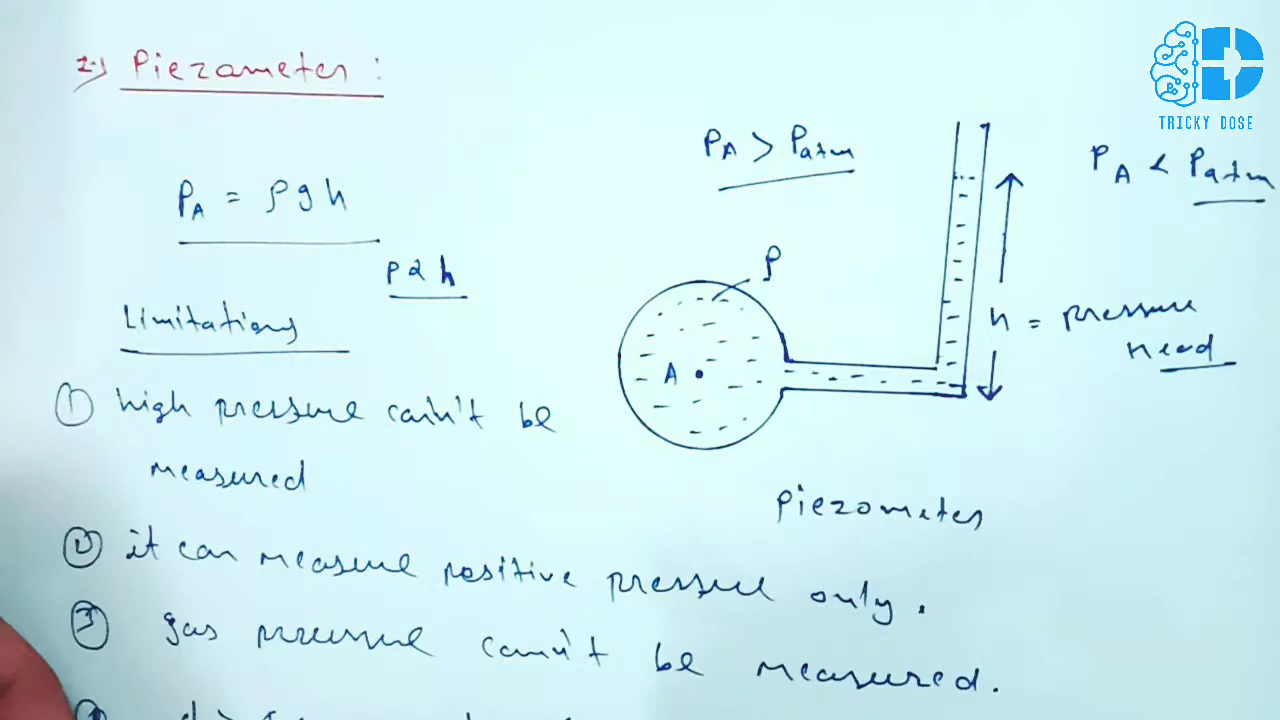 2.) Piezometer :
TRICKY DOSE
PA > Patm
PA < Patm
PA = ρgh
P ∝ h
ρ
Limitations
h = pressure
head
A
① high pressure can't be
measured
piezometer
② it can measure positive pressure only.
③ gas pressure can't be measured.